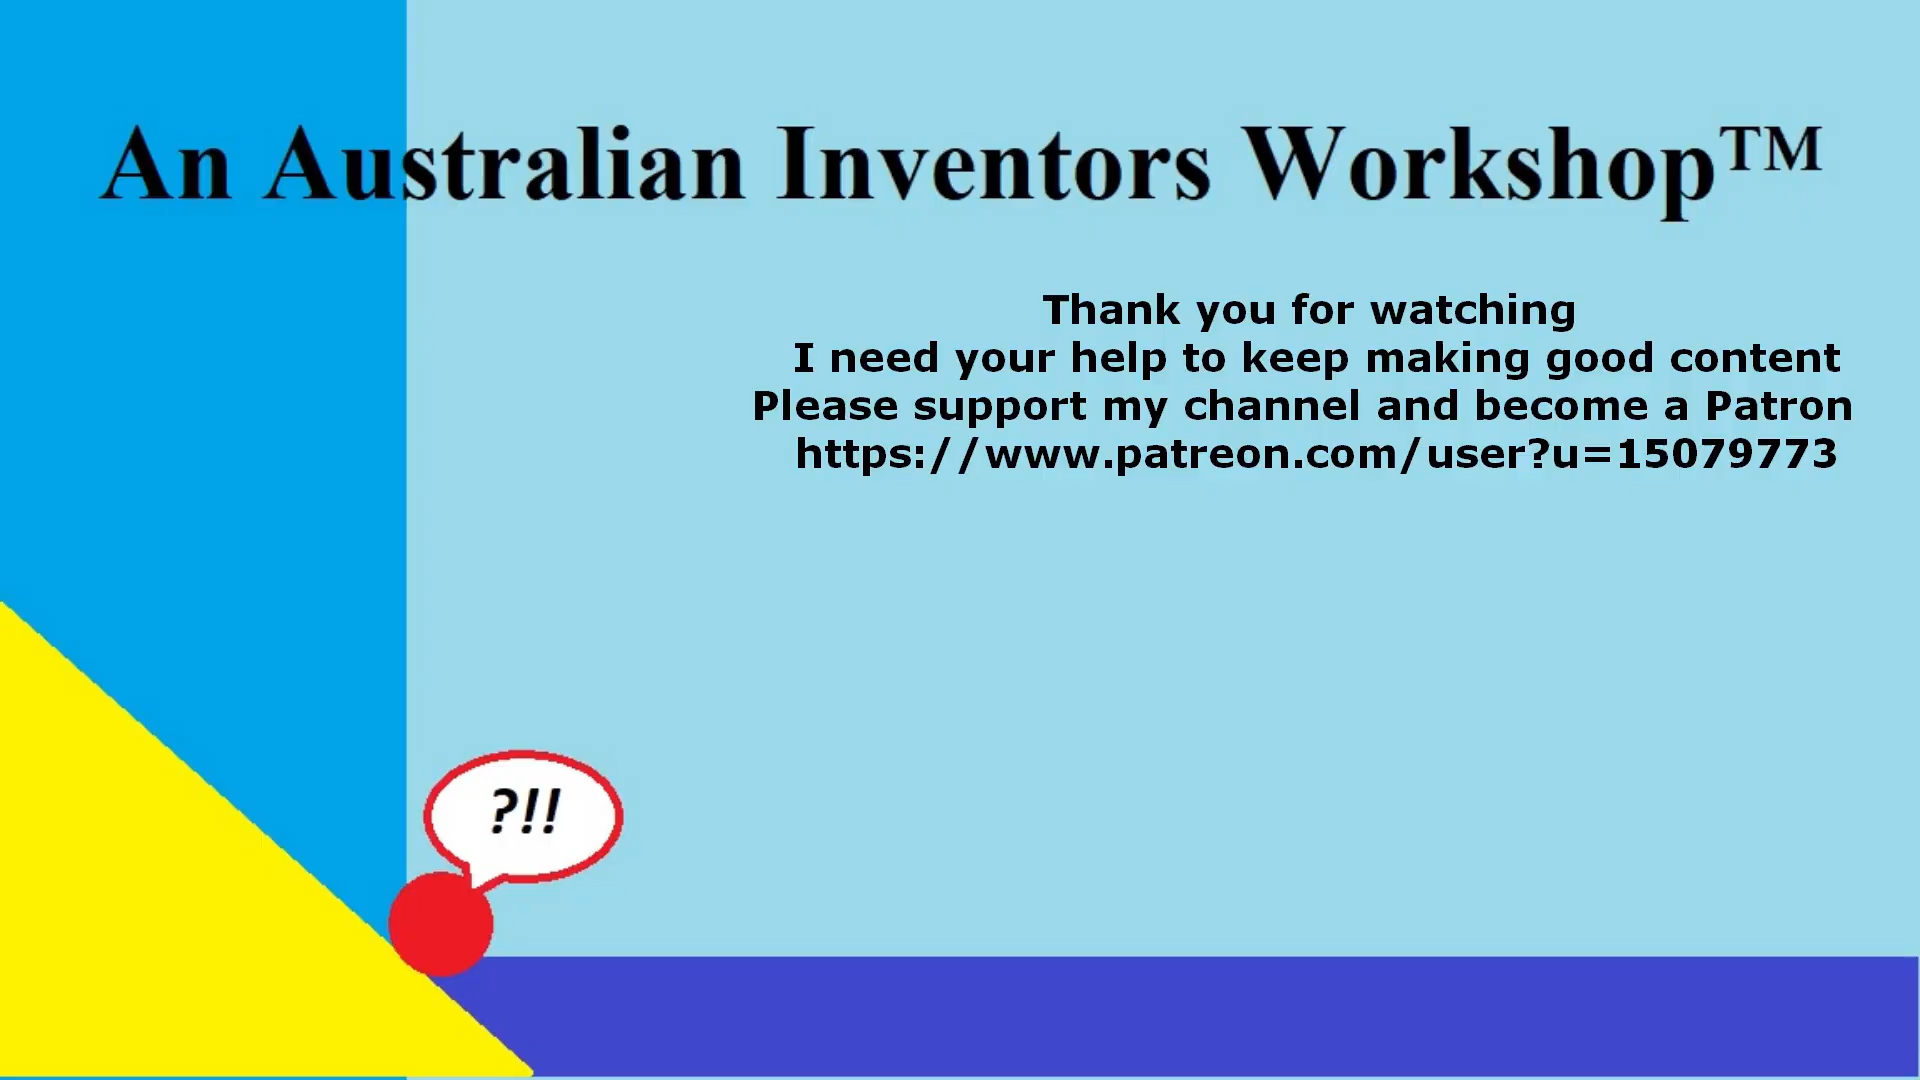 An Australian Inventors Workshop™
Thank you for watching
I need your help to keep making good content
Please support my channel and become a Patron
https://www.patreon.com/user?u=15079773
?!!